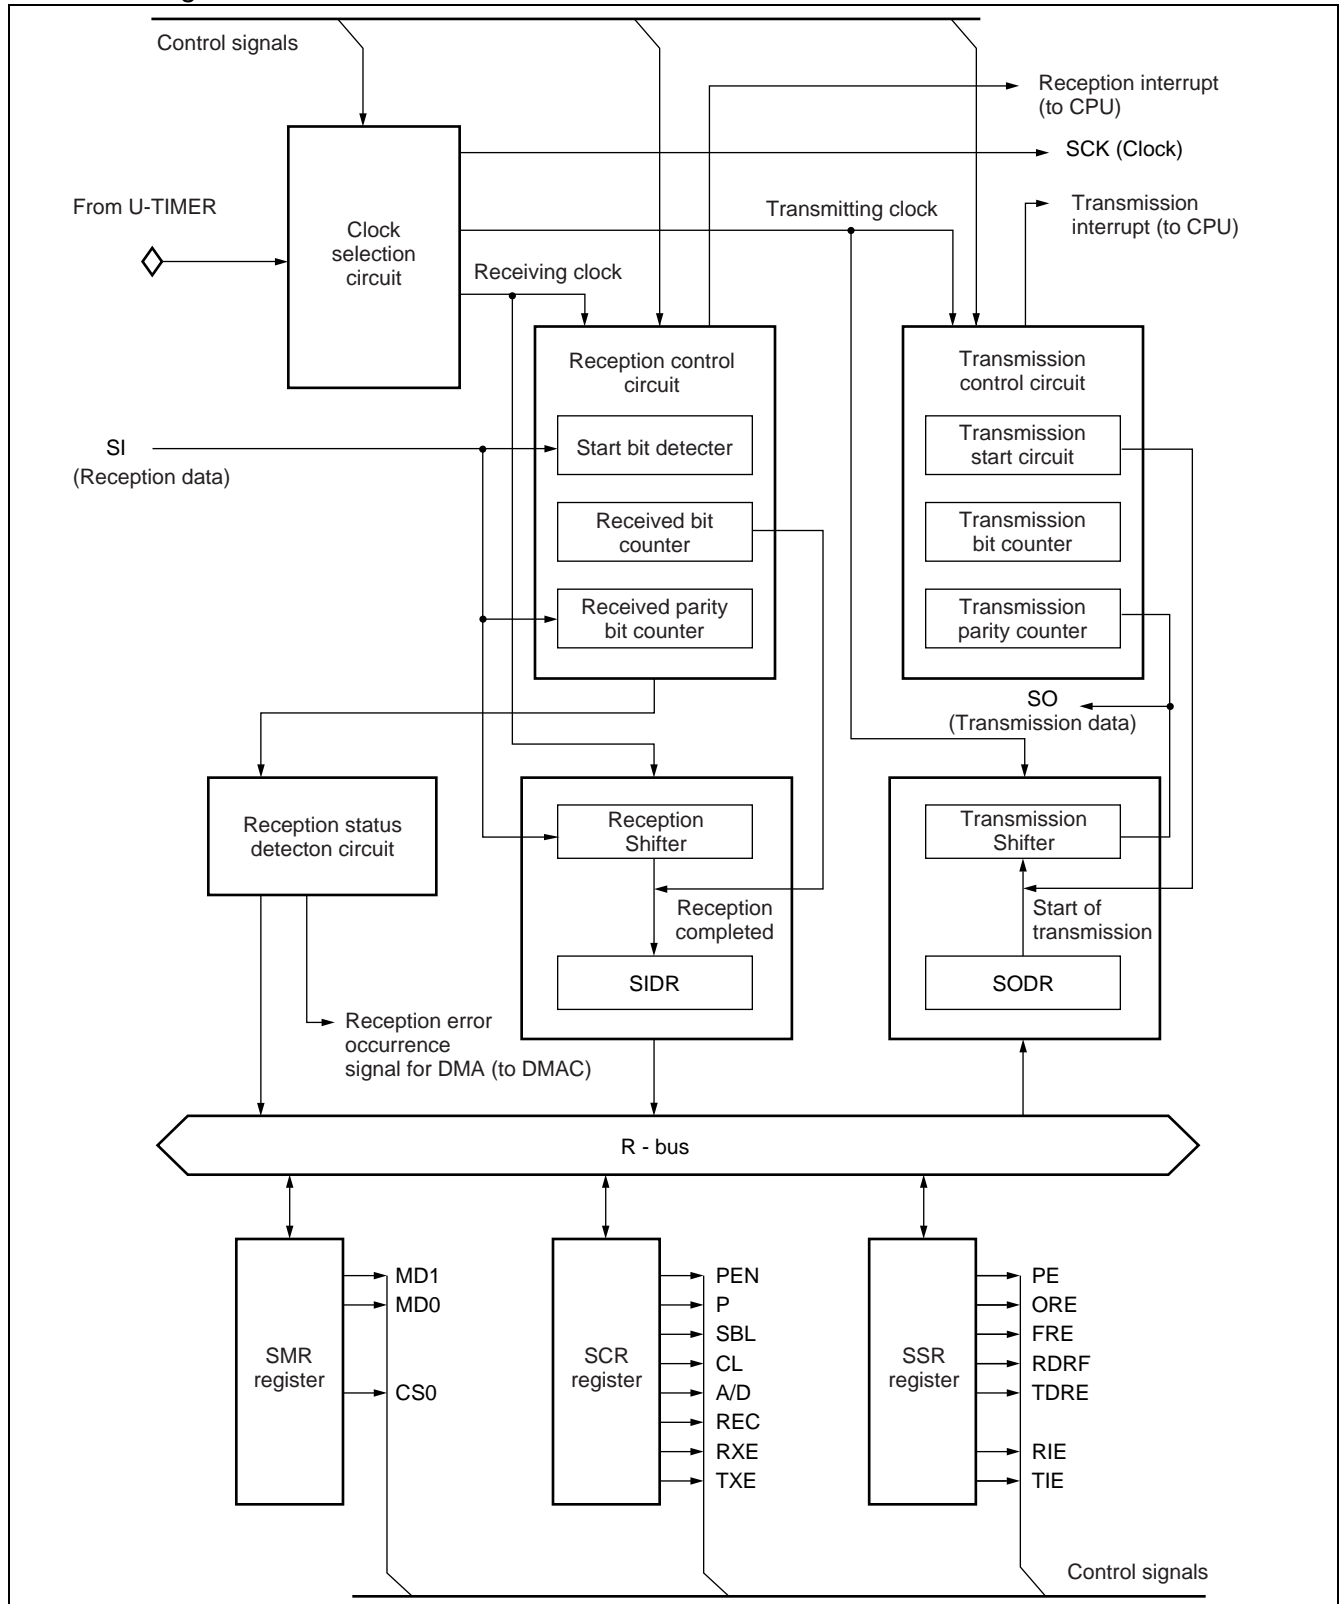 Control signals
Reception interrupt
(to CPU)
SCK (Clock)
From U-TIMER
Transmitting clock
Transmission
interrupt (to CPU)
Clock
selection
circuit
Receiving clock
Reception control
circuit
Transmission
control circuit
SI
(Reception data)
Start bit detecter
Transmission
start circuit
Received bit
counter
Transmission
bit counter
Received parity
bit counter
Transmission
parity counter
SO
(Transmission data)
Reception status
detecton circuit
Reception
Shifter
Transmission
Shifter
Reception
completed
Start of
transmission
SIDR
SODR
Reception error
occurrence
signal for DMA (to DMAC)
R - bus
SMR
register
MD1
MD0
CS0
SCR
register
PEN
P
SBL
CL
A/D
REC
RXE
TXE
SSR
register
PE
ORE
FRE
RDRF
TDRE
RIE
TIE
Control signals